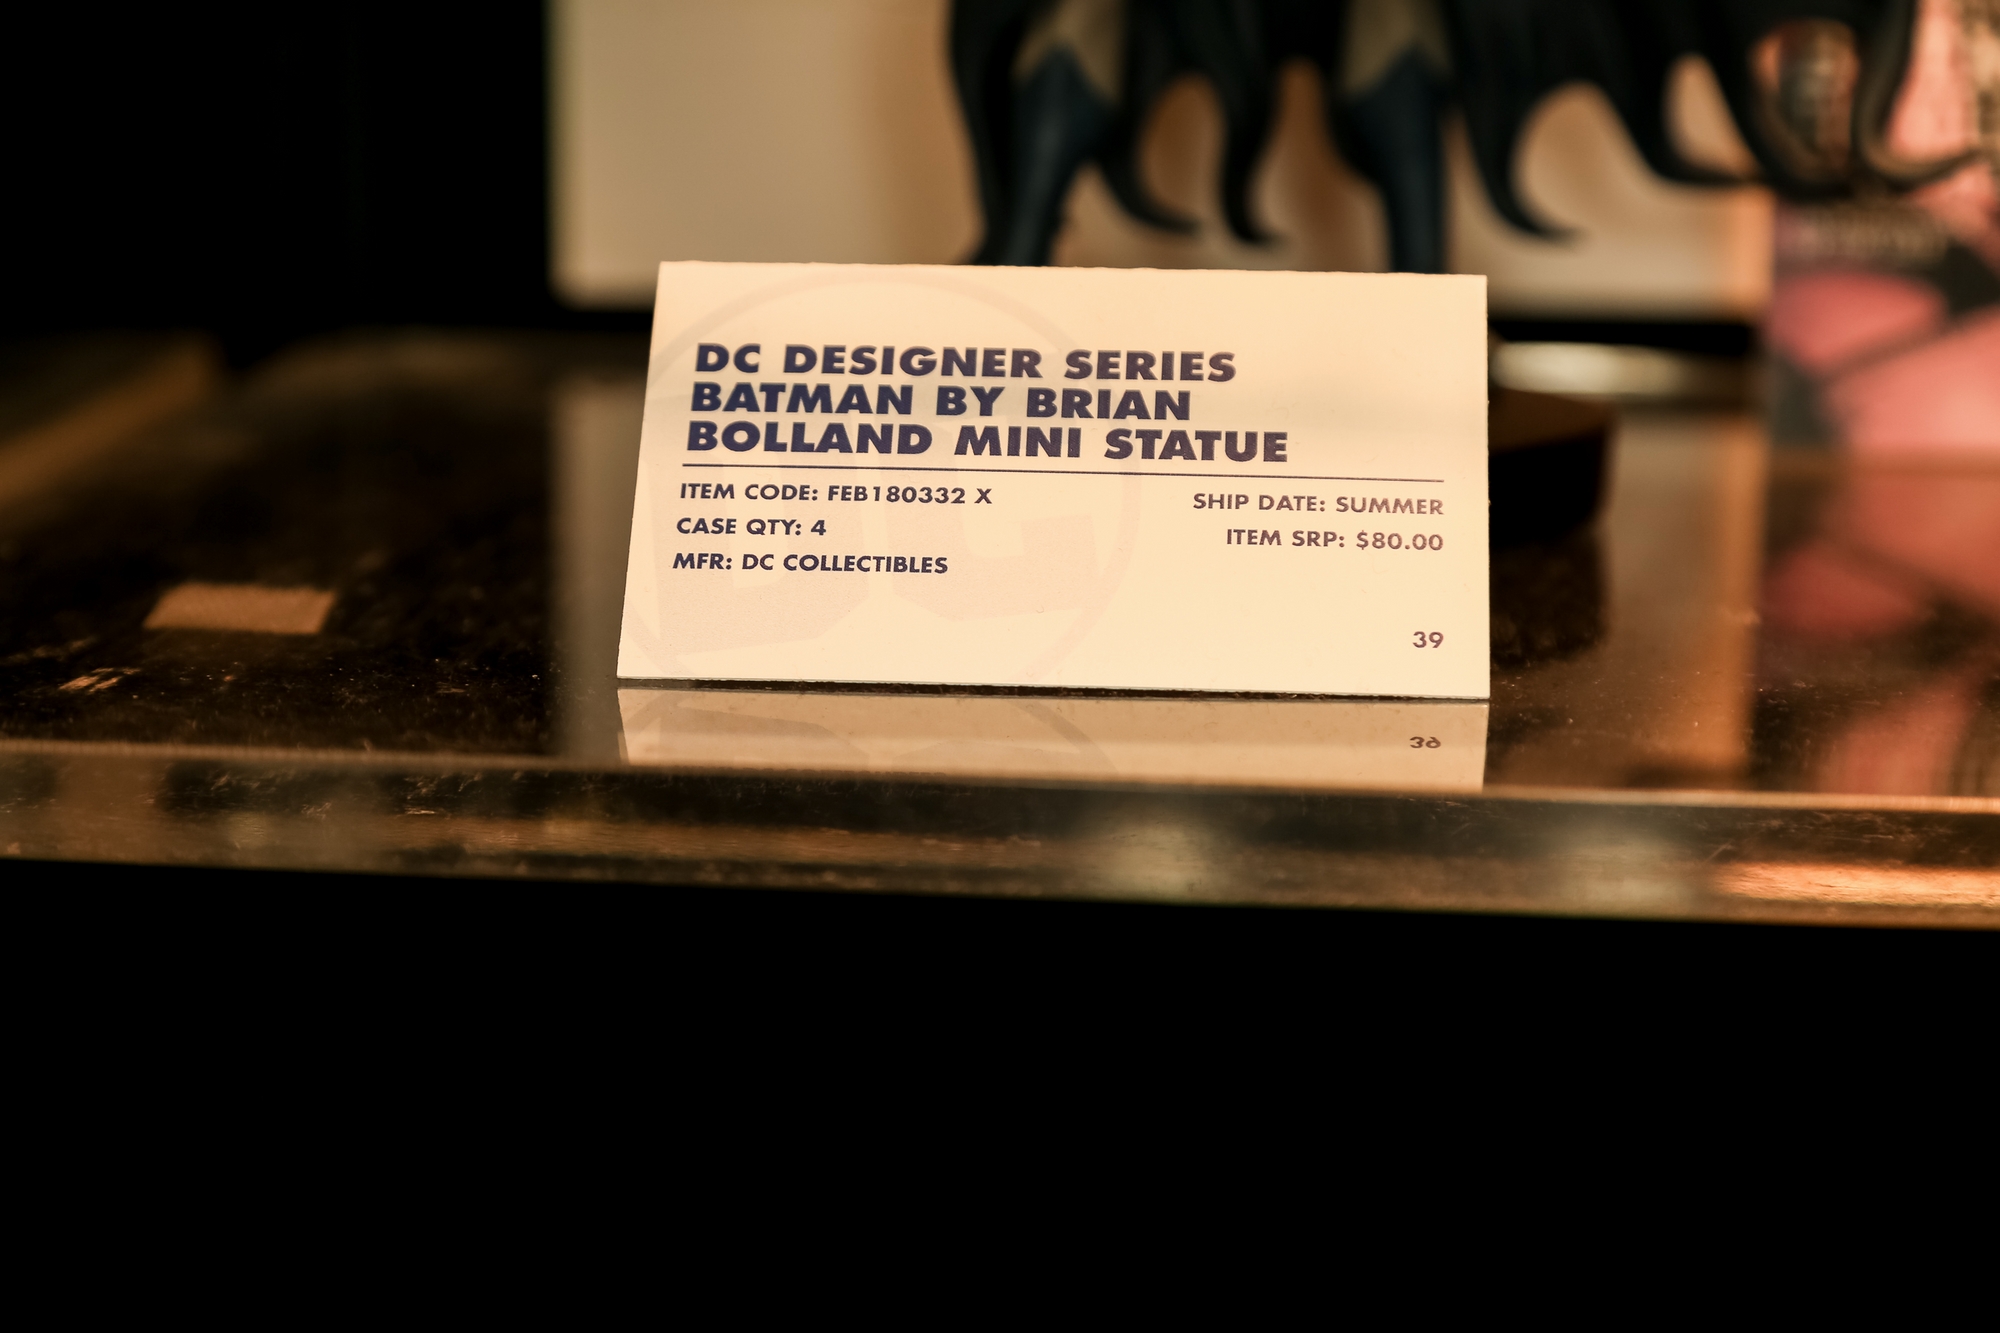 DC DESIGNER SERIES
BATMAN BY BRIAN
BOLLAND MINI STATUE
ITEM CODE: FEB180332 X
CASE QTY: 4
MFR: DC COLLECTIBLES
SHIP DATE: SUMMER
ITEM SRP: $80.00
39